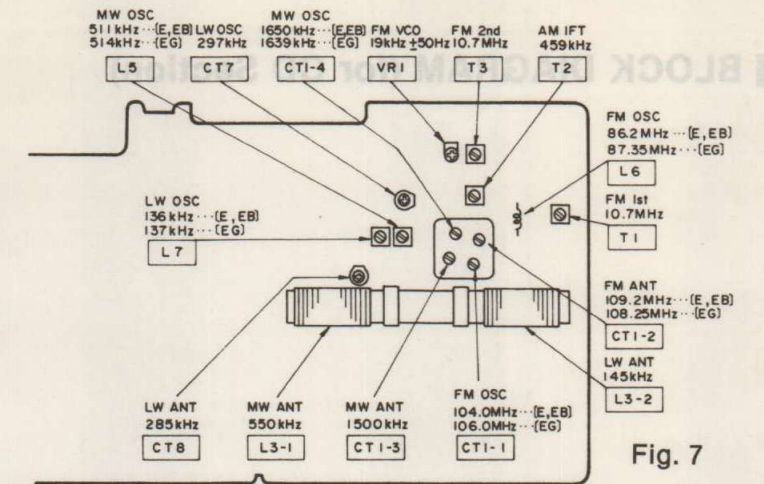 BLOCK DIAGRAM (for CD Section)
MW OSC
511kHz···(E,EB)
514kHz···(EG)
L5
LW OSC
297kHz
CT7
MW OSC
1650kHz···(E,EB)
1639kHz···(EG)
CT1-4
FM VCO
19kHz±50Hz
VR1
FM 2nd
10.7MHz
T3
AM IFT
459kHz
T2
FM OSC
86.2MHz···(E,EB)
87.35MHz···(EG)
L6
FM 1st
10.7MHz
T1
LW OSC
136kHz···(E,EB)
137kHz···(EG)
L7
FM ANT
109.2MHz···(E,EB)
108.25MHz···(EG)
CT1-2
LW ANT
145kHz
L3-2
LW ANT
285kHz
CT8
MW ANT
550kHz
L3-1
MW ANT
1500kHz
CT1-3
FM OSC
104.0MHz···(E,EB)
106.0MHz···(EG)
CT1-1
Fig. 7